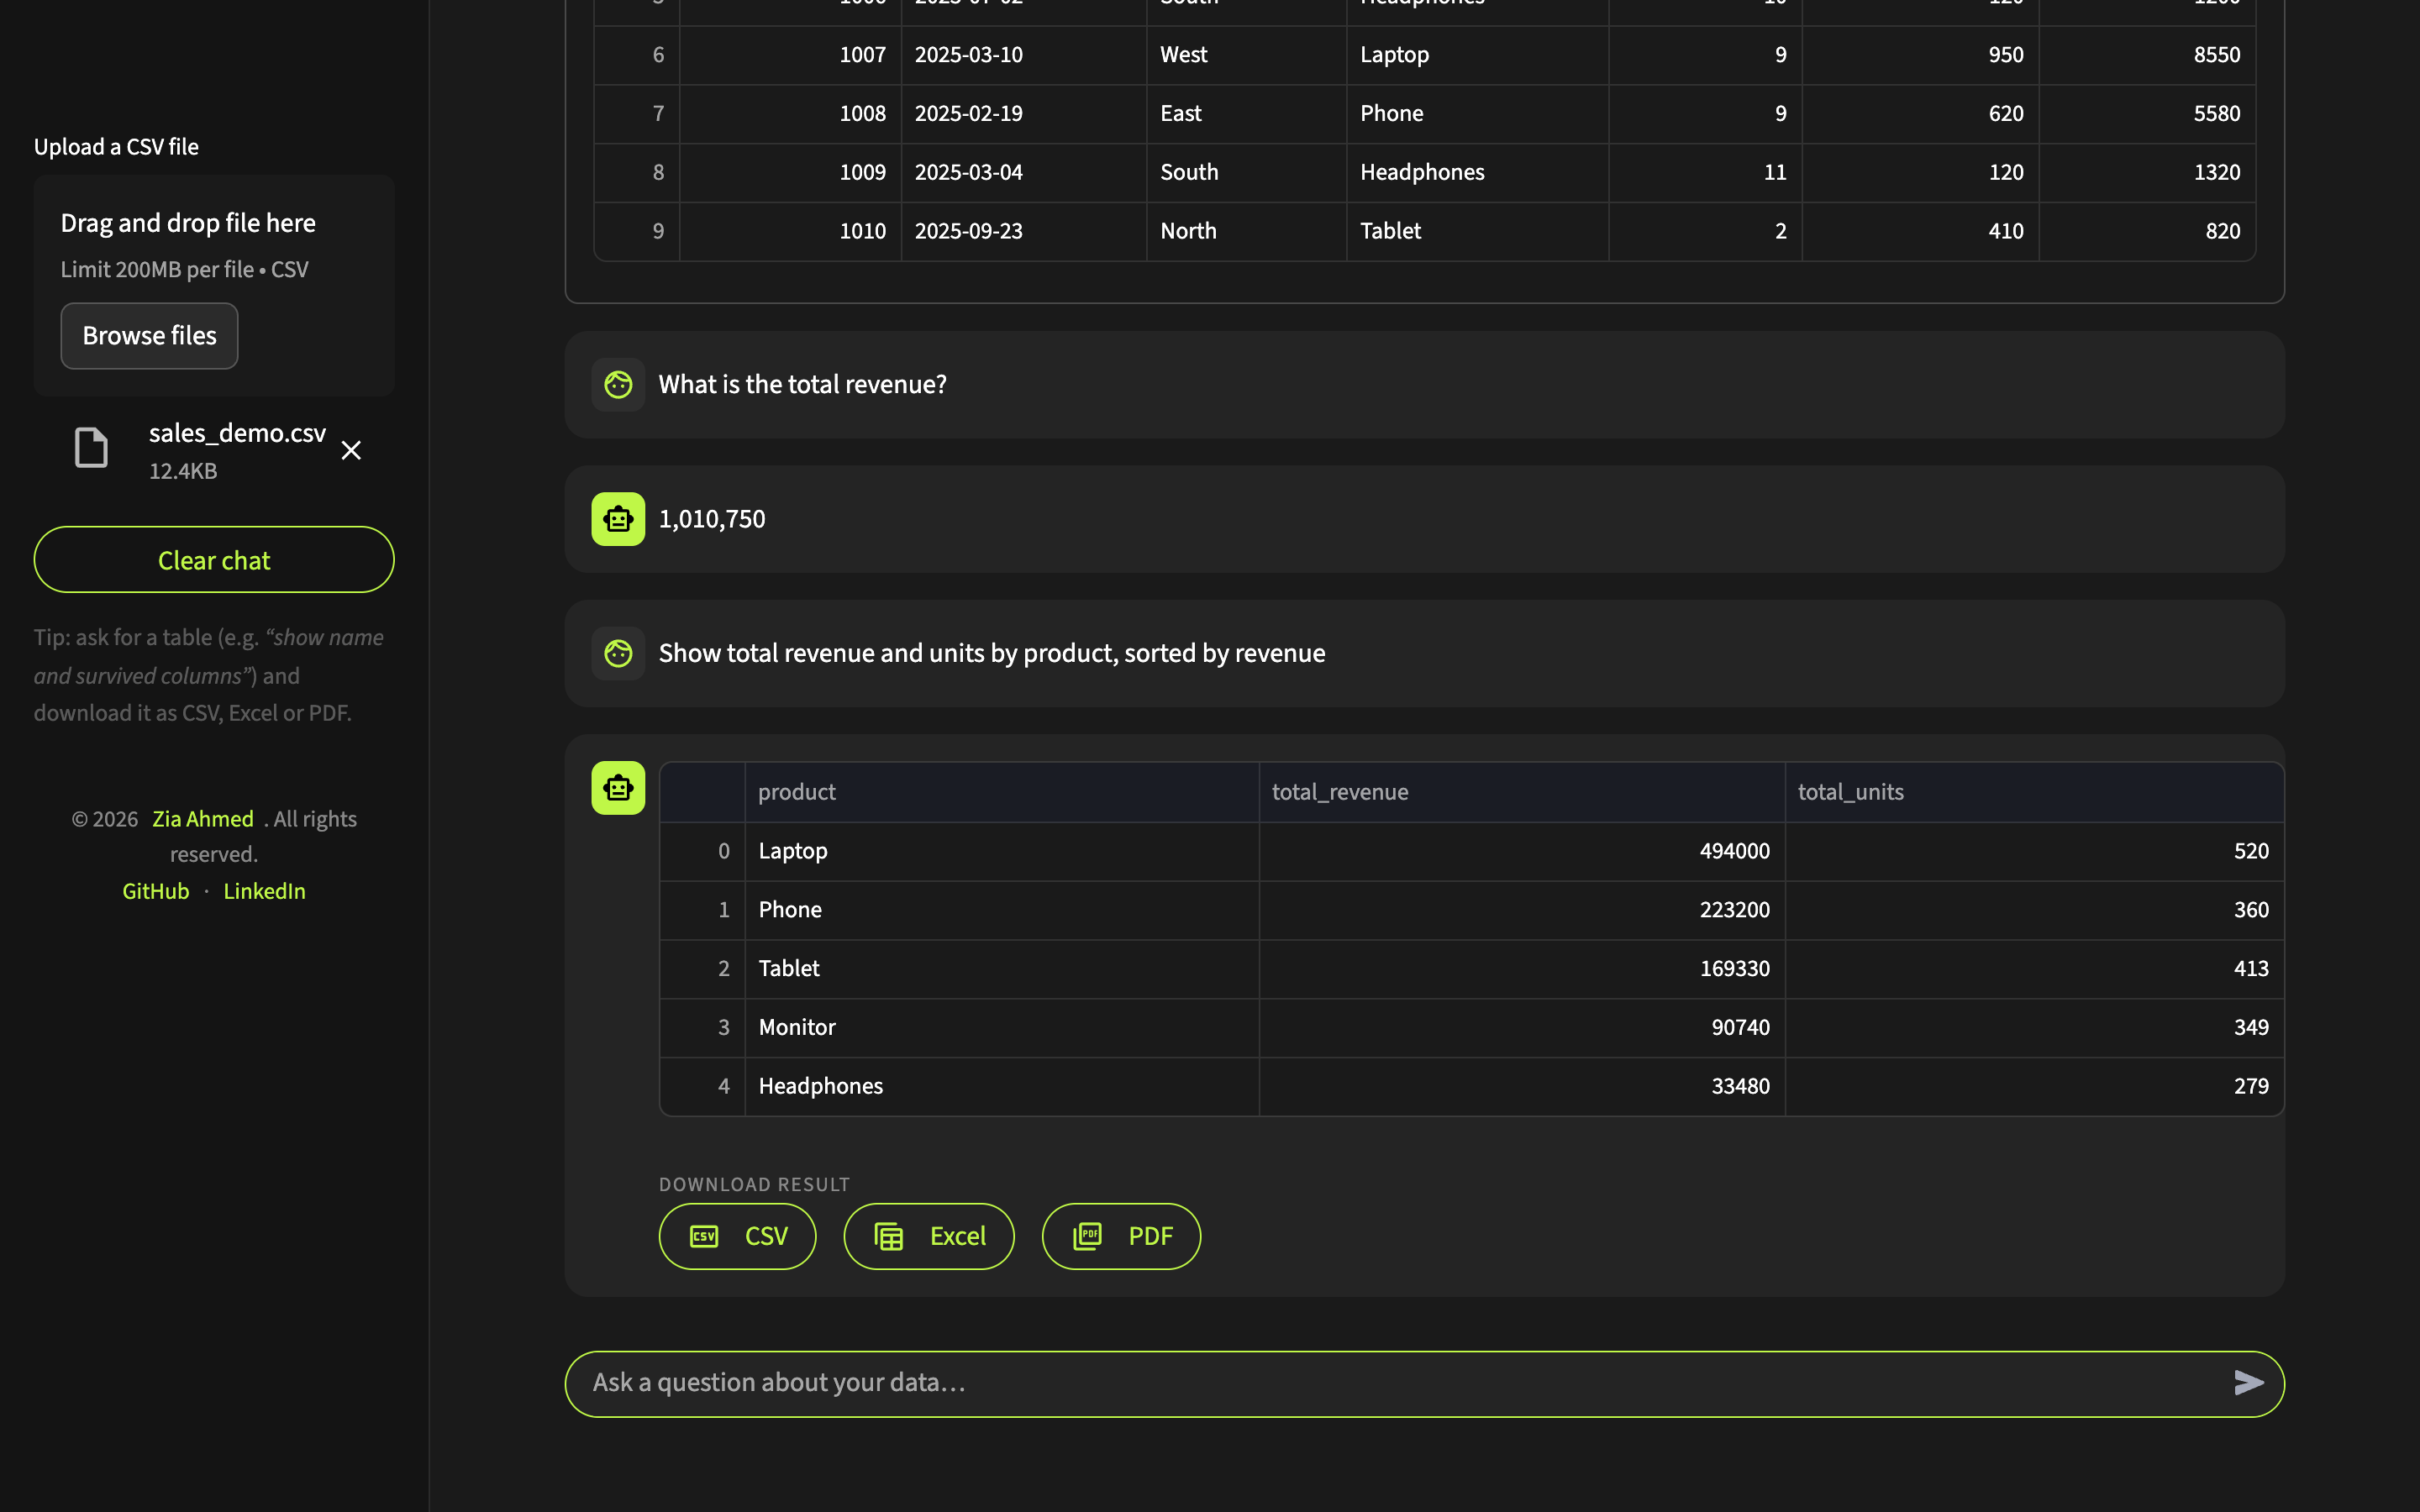 Upload a CSV file
Drag and drop file here
Limit 200MB per file • CSV
Browse files
sales_demo.csv
12.4KB
Clear chat
Tip: ask for a table (e.g. “show name
and survived columns”) and
download it as CSV, Excel or PDF.
© 2026 Zia Ahmed . All rights
reserved.
GitHub · LinkedIn
6 1007 2025-03-10 West Laptop 9 950 8550
7 1008 2025-02-19 East Phone 9 620 5580
8 1009 2025-03-04 South Headphones 11 120 1320
9 1010 2025-09-23 North Tablet 2 410 820
What is the total revenue?
1,010,750
Show total revenue and units by product, sorted by revenue
product total_revenue total_units
0 Laptop 494000 520
1 Phone 223200 360
2 Tablet 169330 413
3 Monitor 90740 349
4 Headphones 33480 279
DOWNLOAD RESULT
CSV CSV Excel PDF PDF
Ask a question about your data…